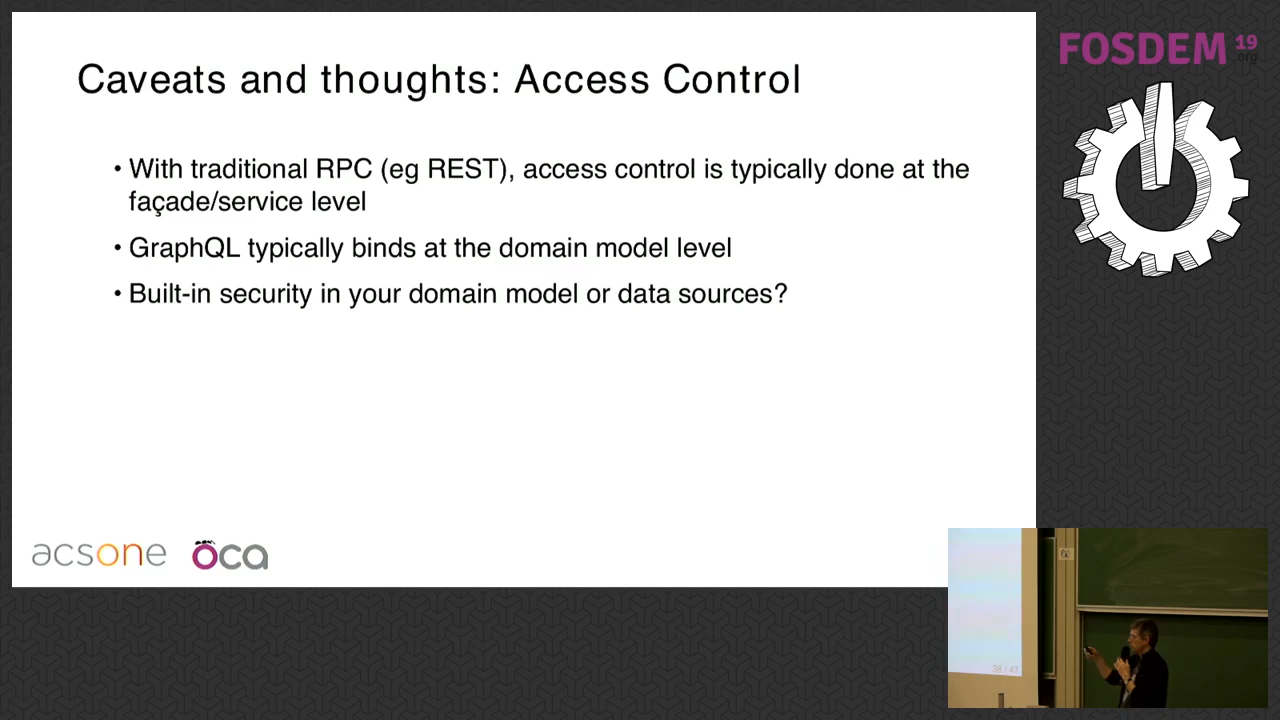 Caveats and thoughts: Access Control
• With traditional RPC (eg REST), access control is typically done at the
façade/service level
• GraphQL typically binds at the domain model level
• Built-in security in your domain model or data sources?
acsone
oca
FOSDEM 19
.org
38 / 47